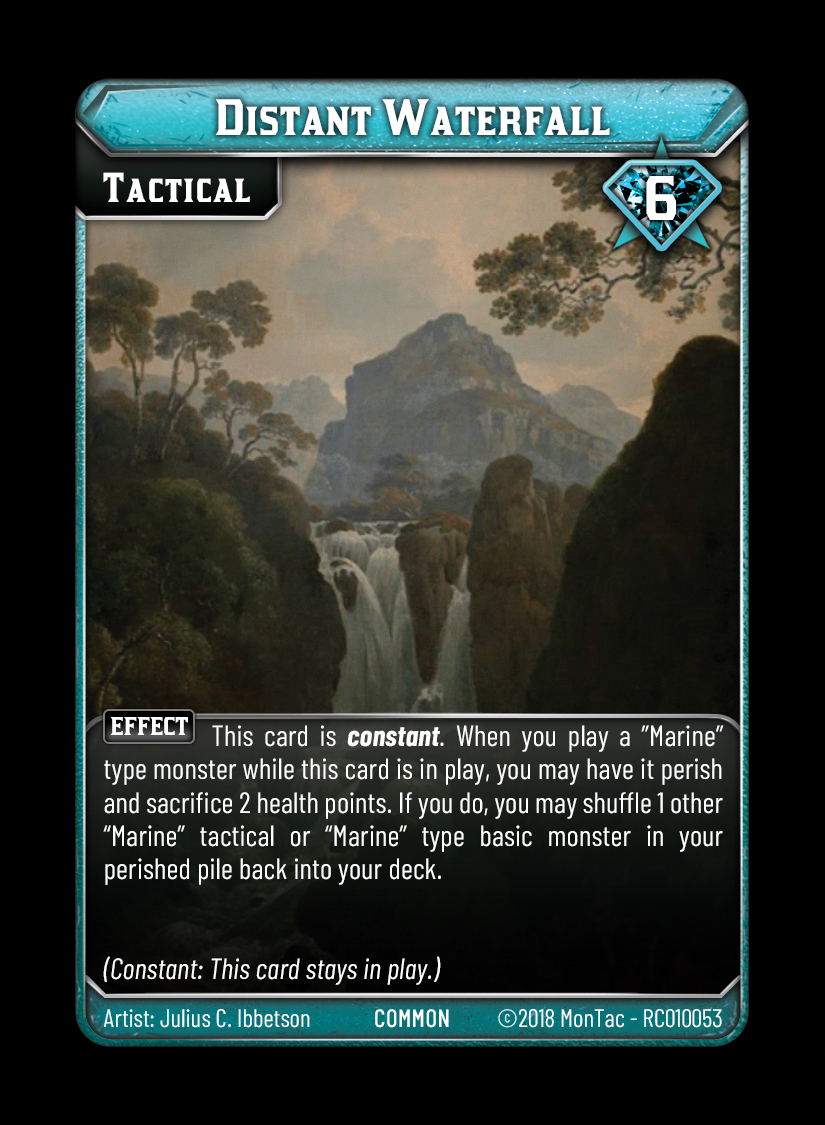 Distant Waterfall
Tactical
6
EFFECT This card is constant. When you play a "Marine"
type monster while this card is in play, you may have it perish
and sacrifice 2 health points. If you do, you may shuffle 1 other
"Marine" tactical or "Marine" type basic monster in your
perished pile back into your deck.
(Constant: This card stays in play.)
Artist: Julius C. Ibbetson COMMON ©2018 MonTac - RC010053